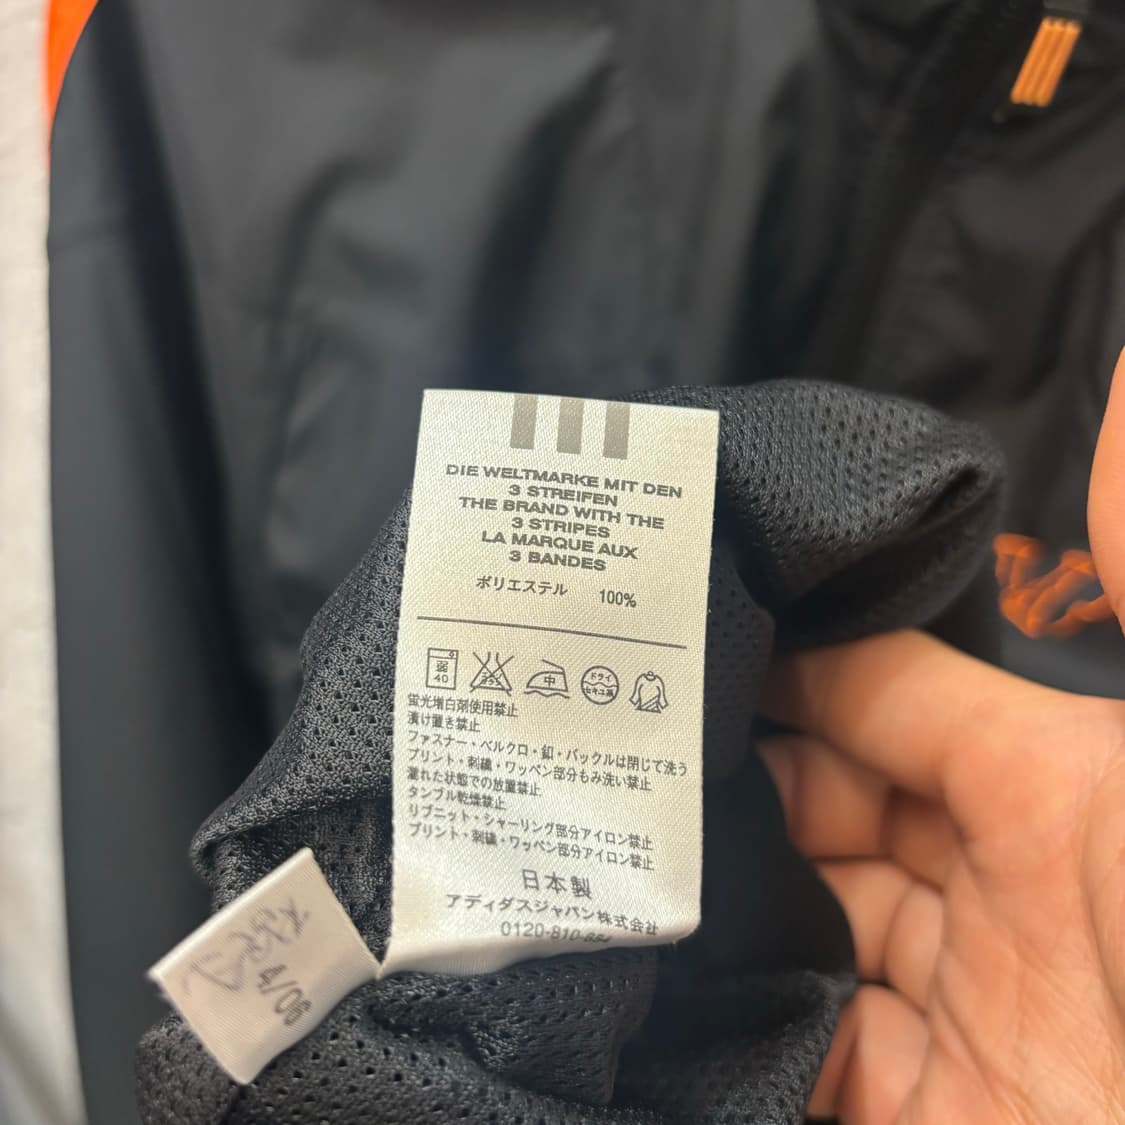 DIE WELTMARKE MIT DEN
3 STREIFEN
THE BRAND WITH THE
3 STRIPES
LA MARQUE AUX
3 BANDES
ポリエステル 100%
弱
40
中
ドライ
セキユ系
蛍光増白剤使用禁止
漬け置き禁止
ファスナー・ベルクロ・釦・バックルは閉じて洗う
プリント・刺繍・ワッペン部分もみ洗い禁止
濡れた状態での放置禁止
タンブル乾燥禁止
リブニット・シャーリング部分アイロン禁止
プリント・刺繍・ワッペン部分アイロン禁止
日本製
アディダスジャパン株式会社
0120-810-
4/06